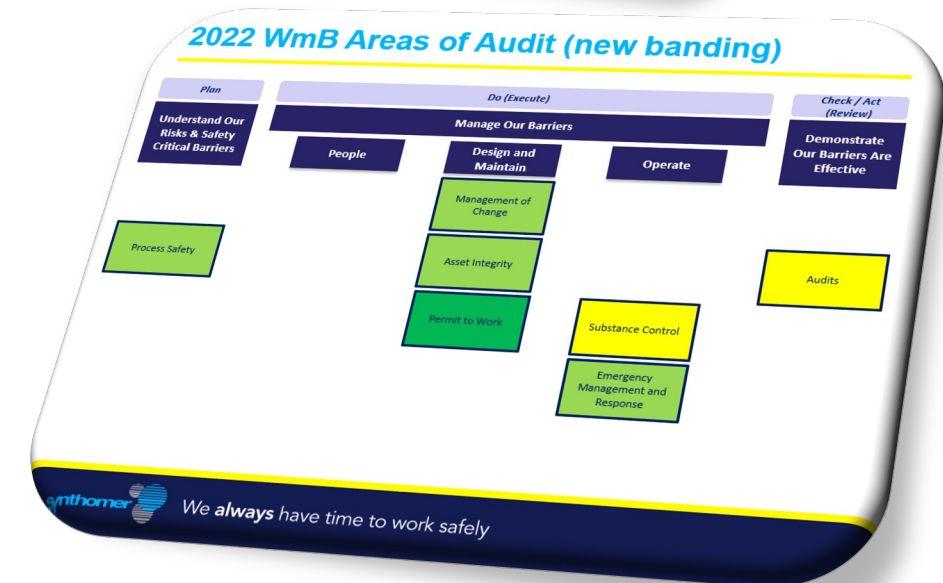 2022 WmB Areas of Audit (new banding)
Plan
Do (Execute)
Check / Act
(Review)
Understand Our
Risks & Safety
Critical Barriers
Manage Our Barriers
Demonstrate
Our Barriers Are
Effective
People
Design and
Maintain
Operate
Management of
Change
Process Safety
Asset Integrity
Audits
Permit to Work
Substance Control
Emergency
Management and
Response
synthomer
We always have time to work safely